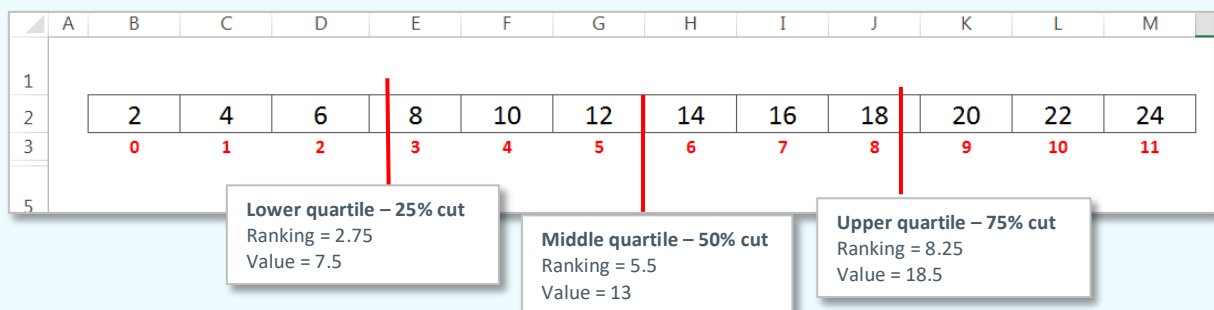 A B C D E F G H I J K L M
1
2 2 4 6 8 10 12 14 16 18 20 22 24
3 0 1 2 3 4 5 6 7 8 9 10 11
5
Lower quartile – 25% cut
Ranking = 2.75
Value = 7.5
Middle quartile – 50% cut
Ranking = 5.5
Value = 13
Upper quartile – 75% cut
Ranking = 8.25
Value = 18.5